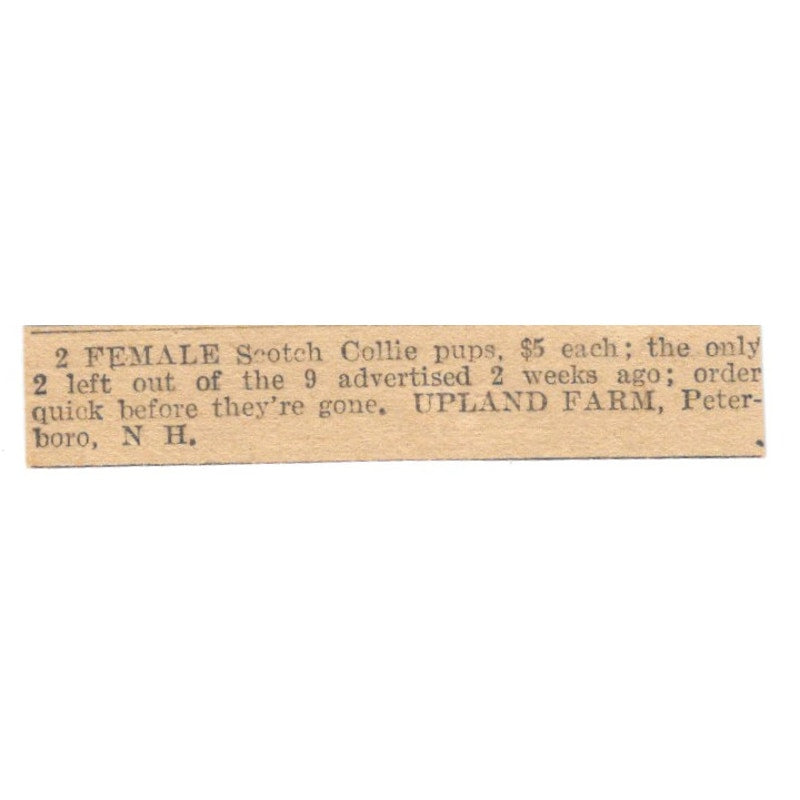 2 FEMALE Scotch Collie pups, $5 each; the only
2 left out of the 9 advertised 2 weeks ago; order
quick before they're gone. UPLAND FARM, Peter-
boro, N H.